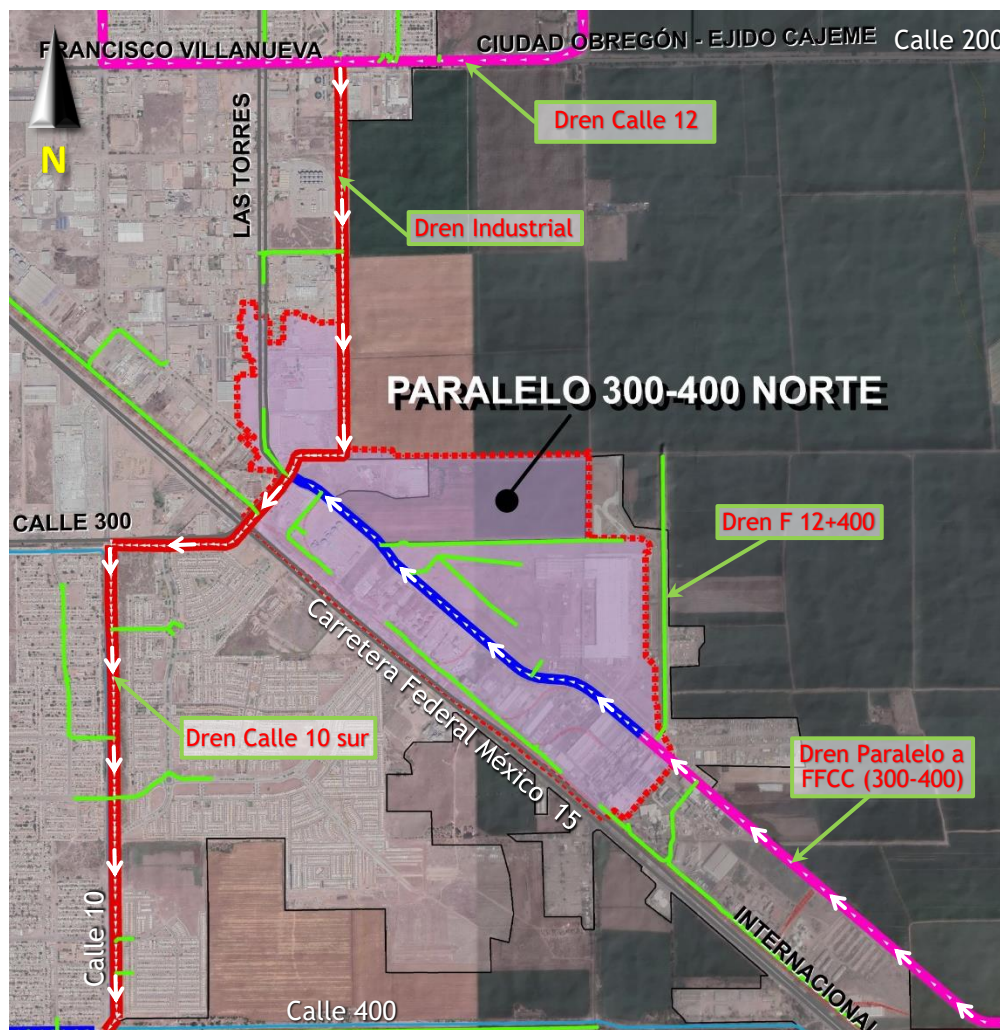 FRANCISCO VILLANUEVA
CIUDAD OBREGÓN - EJIDO CAJEME
Calle 200
N
LAS TORRES
Dren Calle 12
Dren Industrial
PARALELO 300-400 NORTE
CALLE 300
Dren F 12+400
Carretera Federal México 15
Dren Calle 10 sur
Dren Paralelo a
FFCC (300-400)
Calle 10
INTERNACIONAL
Calle 400